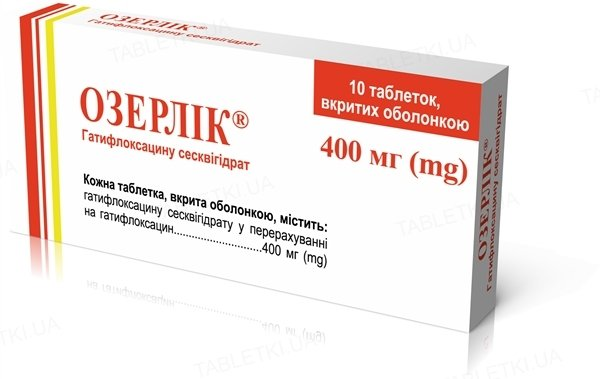 ОЗЕРЛІК®
Гатифлоксацину сесквігідрат
10 таблеток,
вкритих оболонкою
400 мг (mg)
Кожна таблетка, вкрита оболонкою, містить:
гатифлоксацину сесквігідрату у перерахуванні
на гатифлоксацин..........................400 мг (mg)
ОЗЕРЛІК®
Гатифлоксацину сесквігідрат
TABLETKI.UA
TABLETKI.UA
TABLETKI.UA
TABLETKI.UA